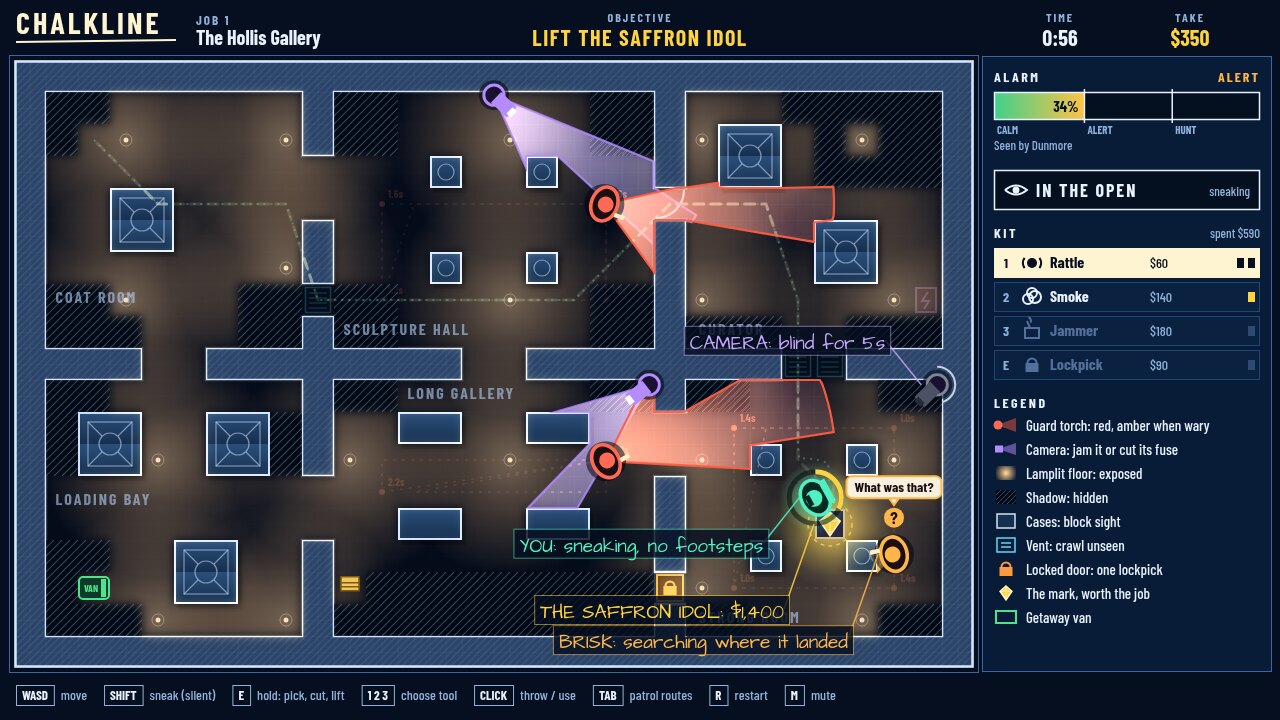 CHALKLINE
JOB 1
The Hollis Gallery
OBJECTIVE
LIFT THE SAFFRON IDOL
TIME
0:56
TAKE
$350
1.6s
COAT ROOM
SCULPTURE HALL
CAMERA: blind for 5s
LONG GALLERY
1.4s
1.0s
2.2s
What was that?
?
LOADING BAY
YOU: sneaking, no footsteps
1.0s
1.4s
VAN
THE SAFFRON IDOL: $1,400
BRISK: searching where it landed
ALARM
ALERT
34%
CALM
ALERT
HUNT
Seen by Dunmore
IN THE OPEN
sneaking
KIT
spent $590
1 Rattle $60
2 Smoke $140
3 Jammer $180
E Lockpick $90
LEGEND
Guard torch: red, amber when wary
Camera: jam it or cut its fuse
Lamplit floor: exposed
Shadow: hidden
Cases: block sight
Vent: crawl unseen
Locked door: one lockpick
The mark, worth the job
Getaway van
WASD move
SHIFT sneak (silent)
E hold: pick, cut, lift
1 2 3 choose tool
CLICK throw / use
TAB patrol routes
R restart
M mute